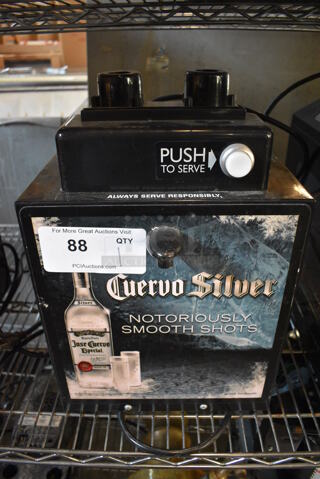 PUSH
TO SERVE
ALWAYS SERVE RESPONSIBLY.
For More Great Auctions Visit
88 QTY
1
PCIAuctions.com
Cuervo Silver
NOTORIOUSLY
SMOOTH SHOTS
Jose Cuervo
Especial